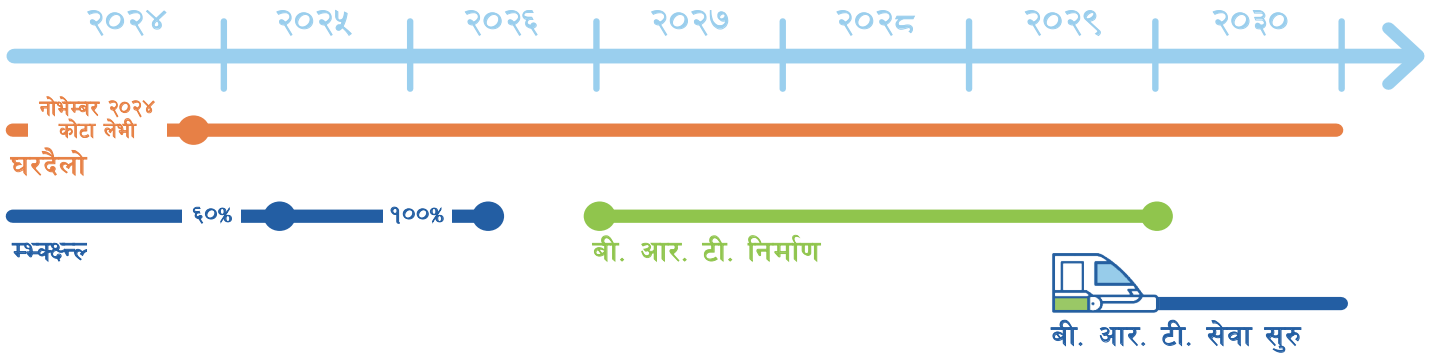 २०२४ २०२५ २०२६ २०२७ २०२८ २०२९ २०३०
नोभेम्बर २०२४
कोटा लेभी
घरदैलो
६०% १००%
बी. आर. टी. निर्माण
बी. आर. टी. सेवा सुरु